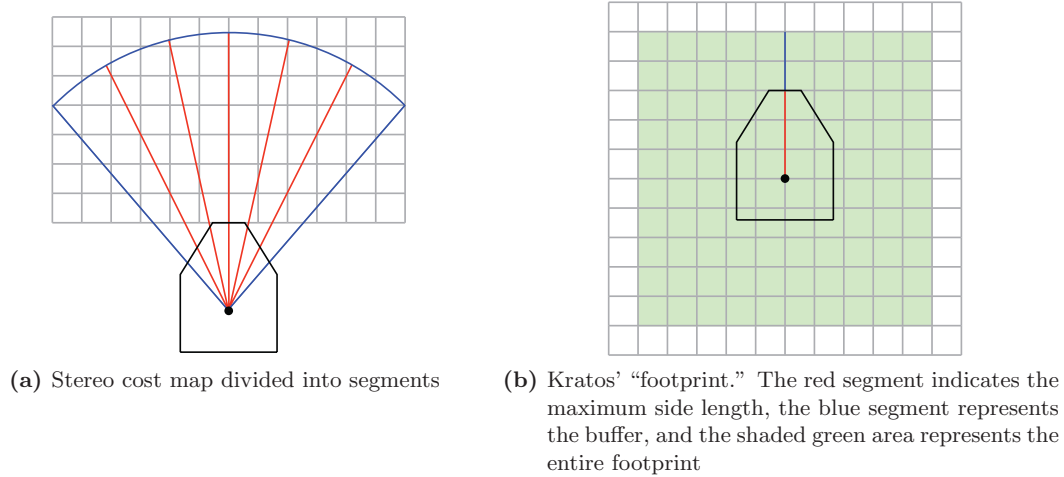 (a) Stereo cost map divided into segments
(b) Kratos’ “footprint.” The red segment indicates the
maximum side length, the blue segment represents
the buffer, and the shaded green area represents the
entire footprint